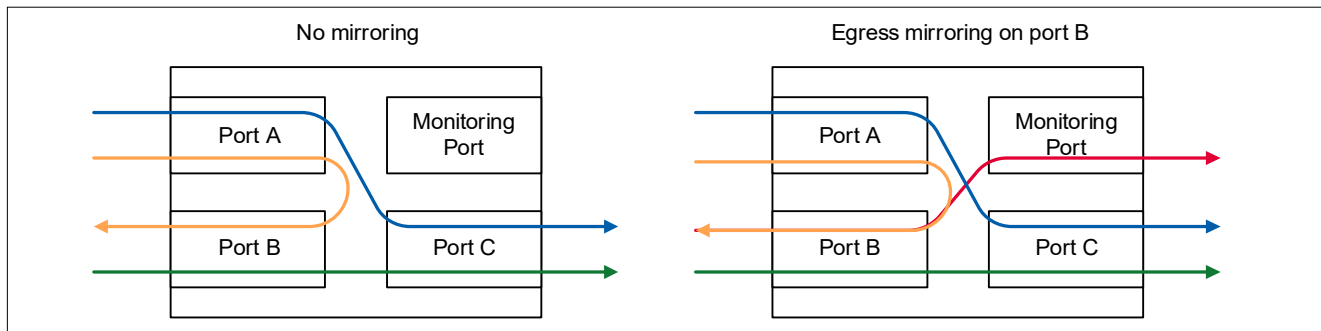 No mirroring
Port A
Monitoring
Port
Port B
Port C
Egress mirroring on port B
Port A
Monitoring
Port
Port B
Port C